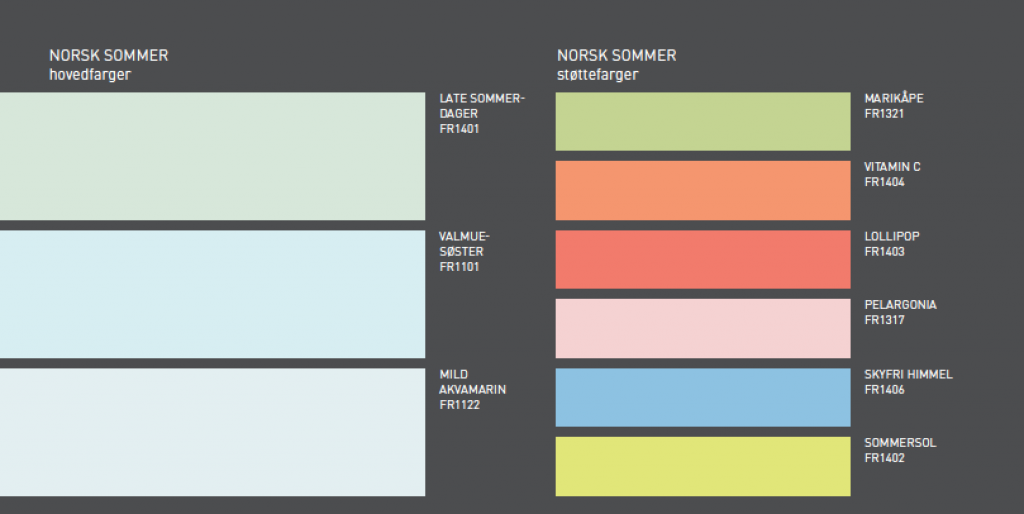 NORSK SOMMER
hovedfarger
LATE SOMMER-
DAGER
FR1401
VALMUE-
SØSTER
FR1101
MILD
AKVAMARIN
FR1122
NORSK SOMMER
støttefarger
MARIKÅPE
FR1321
VITAMIN C
FR1404
LOLLIPOP
FR1403
PELARGONIA
FR1317
SKYFRI HIMMEL
FR1406
SOMMERSOL
FR1402